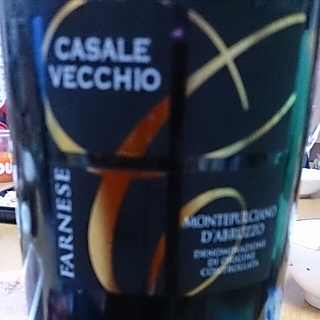 CASALE
VECCHIO
FARNESE
MONTEPULCIANO
D'ABRUZZO
DENOMINAZIONE
DI ORIGINE
CONTROLLATA